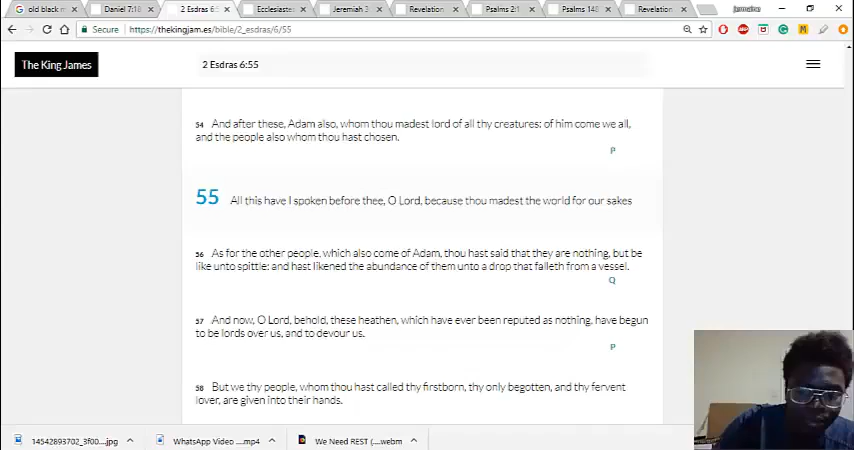 old black m
Daniel 7:18
2 Esdras 6:
Ecclesiaste
Jeremiah 3
Revelation
Psalms 2:1
Psalms 148
Revelation
Secure
https://thekingjam.es/bible/2_esdras/6/55
The King James
2 Esdras 6:55
54 And after these, Adam also, whom thou madest lord of all thy creatures: of him come we all,
and the people also whom thou hast chosen.
P
55 All this have I spoken before thee, O Lord, because thou madest the world for our sakes
56 As for the other people, which also come of Adam, thou hast said that they are nothing, but be
like unto spittle: and hast likened the abundance of them unto a drop that falleth from a vessel.
Q
57 And now, O Lord, behold, these heathen, which have ever been reputed as nothing, have begun
to be lords over us, and to devour us.
P
58 But we thy people, whom thou hast called thy firstborn, thy only begotten, and thy fervent
lover, are given into their hands.
14542893702_3f00....jpg
WhatsApp Video ....mp4
We Need REST (....webm